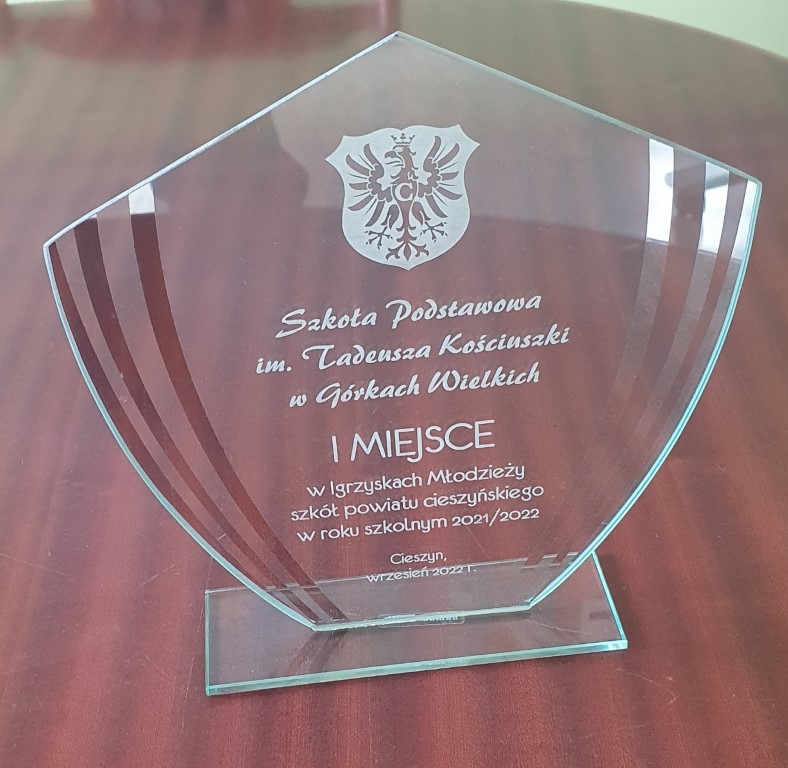 C
Szkoła Podstawowa
im. Tadeusza Kościuszki
w Górkach Wielkich
I MIEJSCE
w Igrzyskach Młodzieży
szkół powiatu cieszyńskiego
w roku szkolnym 2021/2022
Cieszyn,
wrzesień 2022 r.